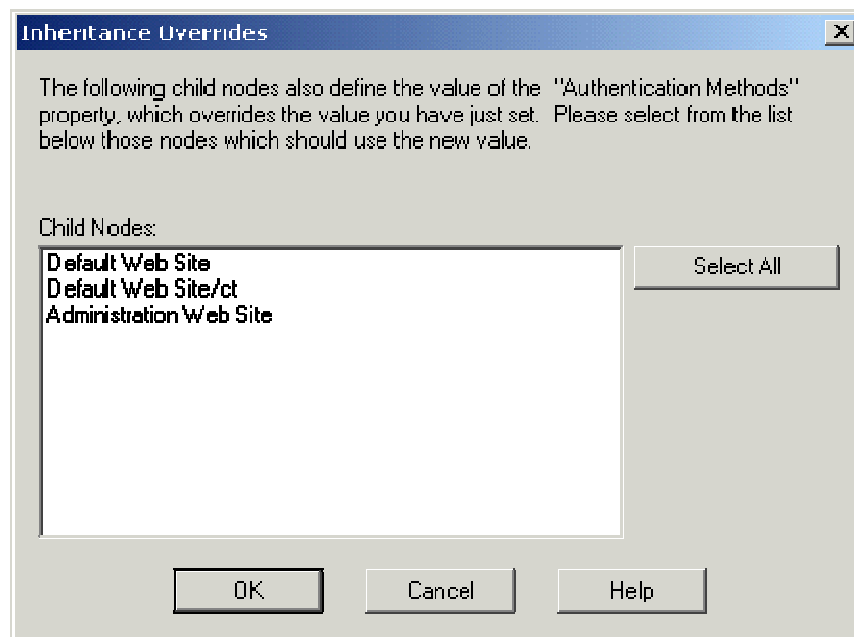 Inheritance Overrides
The following child nodes also define the value of the "Authentication Methods"
property, which overrides the value you have just set. Please select from the list
below those nodes which should use the new value.
Child Nodes:
Default Web Site
Default Web Site/ct
Administration Web Site
Select All
OK
Cancel
Help